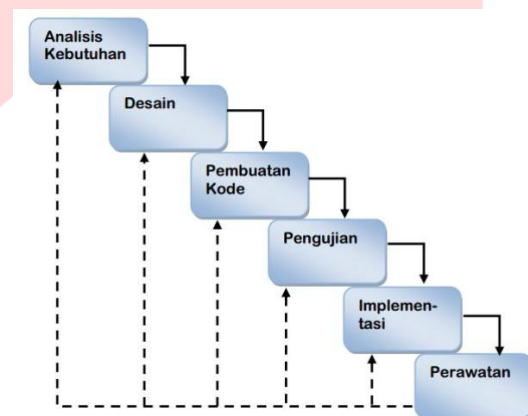 Analisis
Kebutuhan
Desain
Pembuatan
Kode
Pengujian
Implemen-
tasi
Perawatan